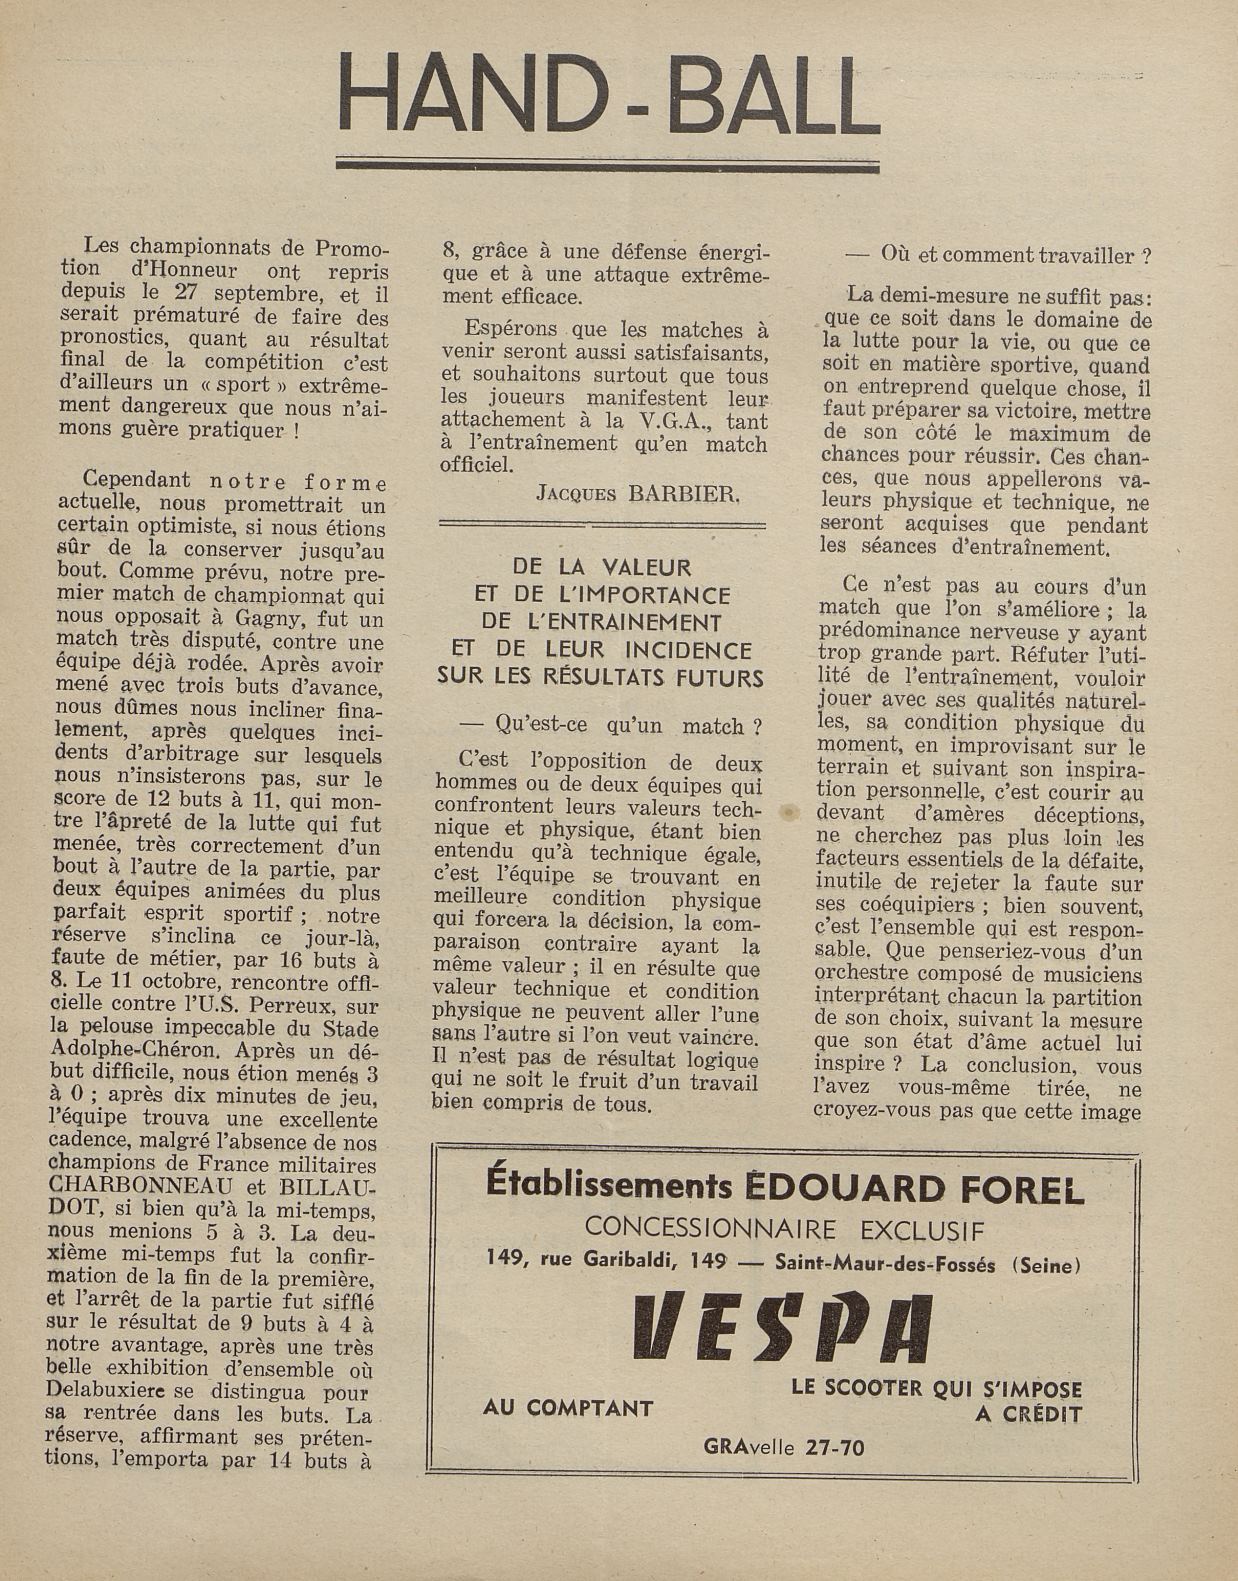 HAND-BALL
Les championnats de Promo-
tion d'Honneur ont repris
depuis le 27 septembre, et il
serait prématuré de faire des
pronostics, quant au résultat
final de la compétition c'est
d'ailleurs un « sport » extrême-
ment dangereux que nous n'ai-
mons guère pratiquer !
Cependant notre forme
actuelle, nous promettrait un
certain optimiste, si nous étions
sûr de la conserver jusqu'au
bout. Comme prévu, notre pre-
mier match de championnat qui
nous opposait à Gagny, fut un
match très disputé, contre une
équipe déjà rodée. Après avoir
mené avec trois buts d'avance,
nous dûmes nous incliner fina-
lement, après quelques inci-
dents d'arbitrage sur lesquels
nous n'insisterons pas, sur le
score de 12 buts à 11, qui mon-
tre l'âpreté de la lutte qui fut
menée, très correctement d'un
bout à l'autre de la partie, par
deux équipes animées du plus
parfait esprit sportif ; notre
réserve s'inclina ce jour-là,
faute de métier, par 16 buts à
8. Le 11 octobre, rencontre offi-
cielle contre l'U.S. Perreux, sur
la pelouse impeccable du Stade
Adolphe-Chéron. Après un dé-
but difficile, nous étion menés 3
à 0 ; après dix minutes de jeu,
l'équipe trouva une excellente
cadence, malgré l'absence de nos
champions de France militaires
CHARBONNEAU et BILLAU-
DOT, si bien qu'à la mi-temps,
nous menions 5 à 3. La deu-
xième mi-temps fut la confir-
mation de la fin de la première,
et l'arrêt de la partie fut sifflé
sur le résultat de 9 buts à 4 à
notre avantage, après une très
belle exhibition d'ensemble où
Delabuxiere se distingua pour
sa rentrée dans les buts. La
réserve, affirmant ses préten-
tions, l'emporta par 14 buts à
8, grâce à une défense énergi-
que et à une attaque extrême-
ment efficace.
Espérons que les matches à
venir seront aussi satisfaisants,
et souhaitons surtout que tous
les joueurs manifestent leur
attachement à la V.G.A., tant
à l'entraînement qu'en match
officiel.
JACQUES BARBIER.
DE LA VALEUR
ET DE L'IMPORTANCE
DE L'ENTRAINEMENT
ET DE LEUR INCIDENCE
SUR LES RÉSULTATS FUTURS
— Qu'est-ce qu'un match ?
C'est l'opposition de deux
hommes ou de deux équipes qui
confrontent leurs valeurs tech-
nique et physique, étant bien
entendu qu'à technique égale,
c'est l'équipe se trouvant en
meilleure condition physique
qui forcera la décision, la com-
paraison contraire ayant la
même valeur ; il en résulte que
valeur technique et condition
physique ne peuvent aller l'une
sans l'autre si l'on veut vaincre.
Il n'est pas de résultat logique
qui ne soit le fruit d'un travail
bien compris de tous.
— Où et comment travailler ?
La demi-mesure ne suffit pas:
que ce soit dans le domaine de
la lutte pour la vie, ou que ce
soit en matière sportive, quand
on entreprend quelque chose, il
faut préparer sa victoire, mettre
de son côté le maximum de
chances pour réussir. Ces chan-
ces, que nous appellerons va-
leurs physique et technique, ne
seront acquises que pendant
les séances d'entraînement.
Ce n'est pas au cours d'un
match que l'on s'améliore ; la
prédominance nerveuse y ayant
trop grande part. Réfuter l'uti-
lité de l'entraînement, vouloir
jouer avec ses qualités naturel-
les, sa condition physique du
moment, en improvisant sur le
terrain et suivant son inspira-
tion personnelle, c'est courir au
devant d'amères déceptions,
ne cherchez pas plus loin les
facteurs essentiels de la défaite,
inutile de rejeter la faute sur
ses coéquipiers ; bien souvent,
c'est l'ensemble qui est respon-
sable. Que penseriez-vous d'un
orchestre composé de musiciens
interprétant chacun la partition
de son choix, suivant la mesure
que son état d'âme actuel lui
inspire ? La conclusion, vous
l'avez vous-même tirée, ne
croyez-vous pas que cette image
Établissements ÉDOUARD FOREL
CONCESSIONNAIRE EXCLUSIF
149, rue Garibaldi, 149 — Saint-Maur-des-Fossés (Seine)
VESPA
LE SCOOTER QUI S'IMPOSE
AU COMPTANT
A CRÉDIT
GRAvelle 27-70